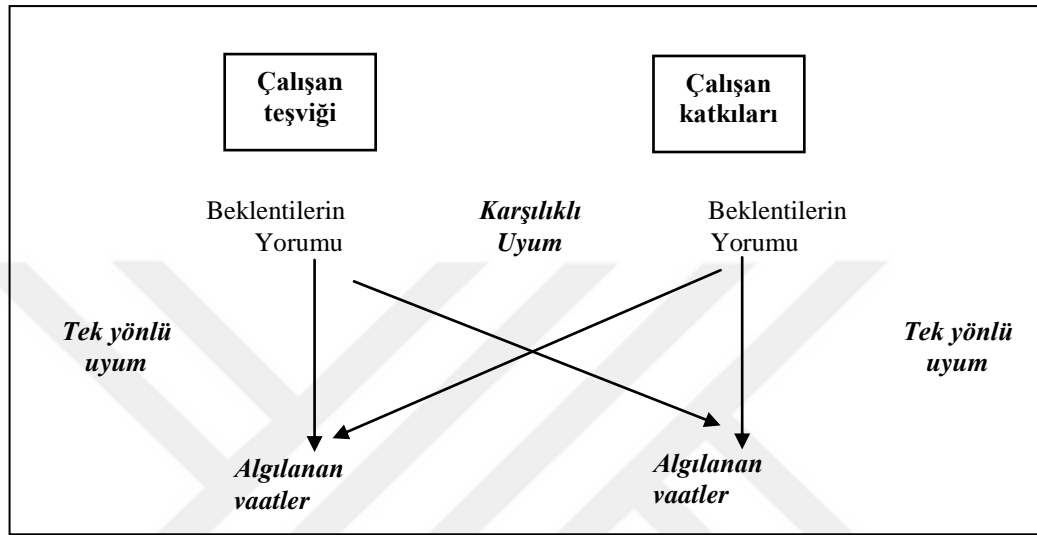 Çalışan
teşviği
Çalışan
katkıları
Beklentilerin
Yorumu
Karşılıklı
Uyum
Beklentilerin
Yorumu
Tek yönlü
uyum
Tek yönlü
uyum
Algılanan
vaatler
Algılanan
vaatler